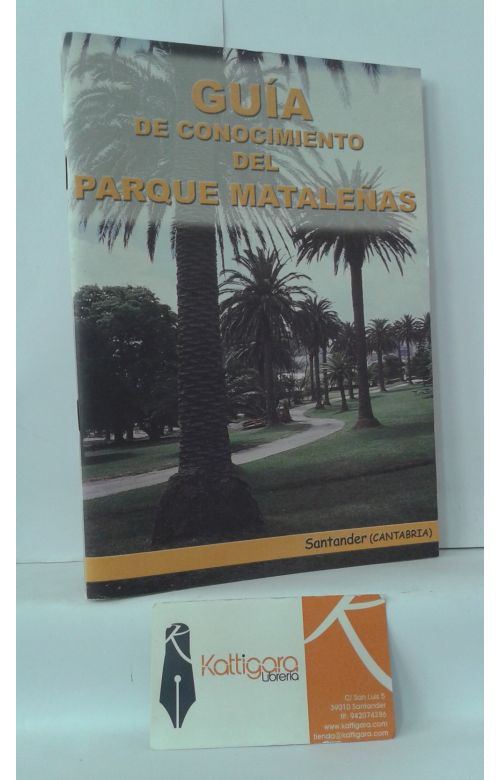 GUÍA
DE CONOCIMIENTO
DEL
PARQUE MATALEÑAS
Santander (CANTABRIA)
Kattigara
Librería
C/ San Luis 5
39010 Santander
tlf: 942074286
www.kattigara.com
tienda@kattigara.com